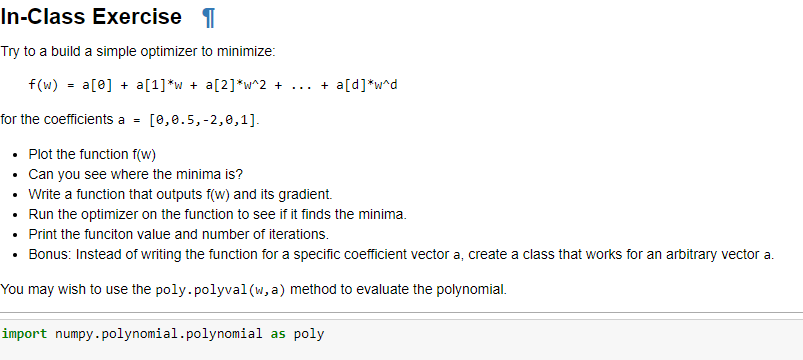 In-Class Exercise ¶
Try to a build a simple optimizer to minimize:
f(w) = a[0] + a[1]*w + a[2]*w^2 + ... + a[d]*w^d
for the coefficients a = [0,0.5,-2,0,1].
• Plot the function f(w)
• Can you see where the minima is?
• Write a function that outputs f(w) and its gradient.
• Run the optimizer on the function to see if it finds the minima.
• Print the funciton value and number of iterations.
• Bonus: Instead of writing the function for a specific coefficient vector a, create a class that works for an arbitrary vector a.
You may wish to use the poly.polyval(w,a) method to evaluate the polynomial.
import numpy.polynomial.polynomial as poly